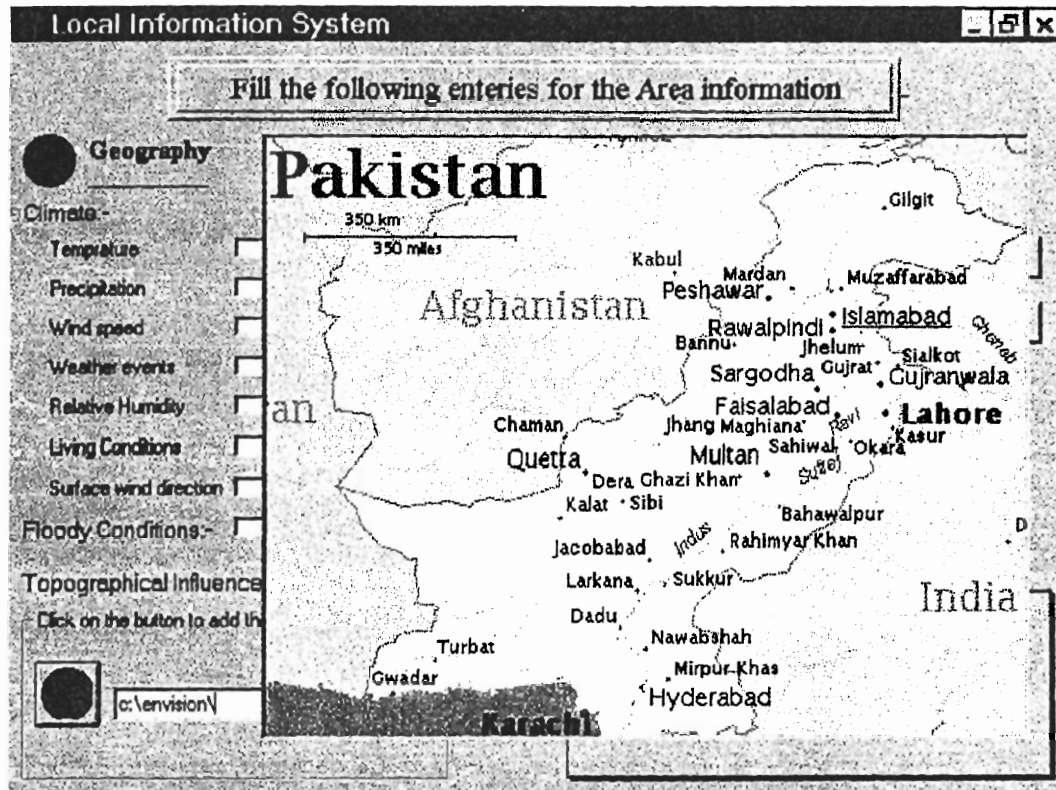 Local Information System
Fill the following enteries for the Area information
Geography
Climate:-
Temprature
Precipitation
Wind speed
Weather events
Relative Humidity
Living Conditions
Surface wind direction
Floody Conditions:-
Topographical Influence
Click on the button to add th
c:\envision\
Pakistan
350 km
350 miles
Gilgit
Kabul
Mardan
Muzaffarabad
Peshawar
Afghanistan
Islamabad
Rawalpindi
Chenab
Bannu
Jhelum
Sialkot
Gujrat
Sargodha
Gujranwala
ran
Faisalabad
Lahore
Chaman
Jhang Maghiana
Ravi
Kasur
Sahiwal
Okara
Quetta
Multan
Sutlej
Dera Ghazi Khan
Kalat
Sibi
Bahawalpur
D
Indus
Rahimyar Khan
Jacobabad
Larkana
Sukkur
India
Dadu
Nawabshah
Turbat
Mirpur Khas
Gwadar
Hyderabad
Karachi